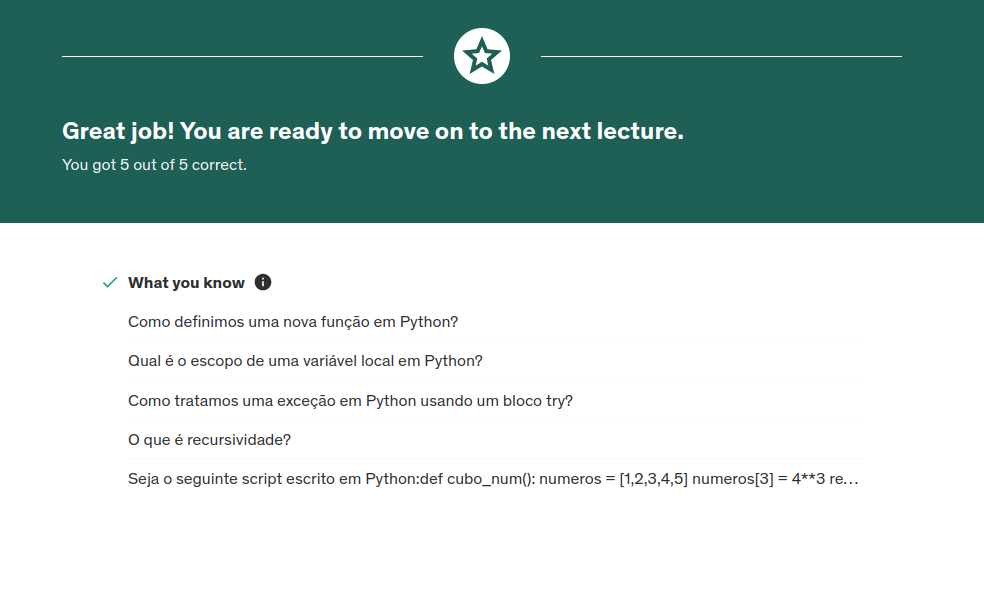 Great job! You are ready to move on to the next lecture.
You got 5 out of 5 correct.
What you know
Como definimos uma nova função em Python?
Qual é o escopo de uma variável local em Python?
Como tratamos uma exceção em Python usando um bloco try?
O que é recursividade?
Seja o seguinte script escrito em Python:def cubo_num(): numeros = [1,2,3,4,5] numeros[3] = 4**3 re…